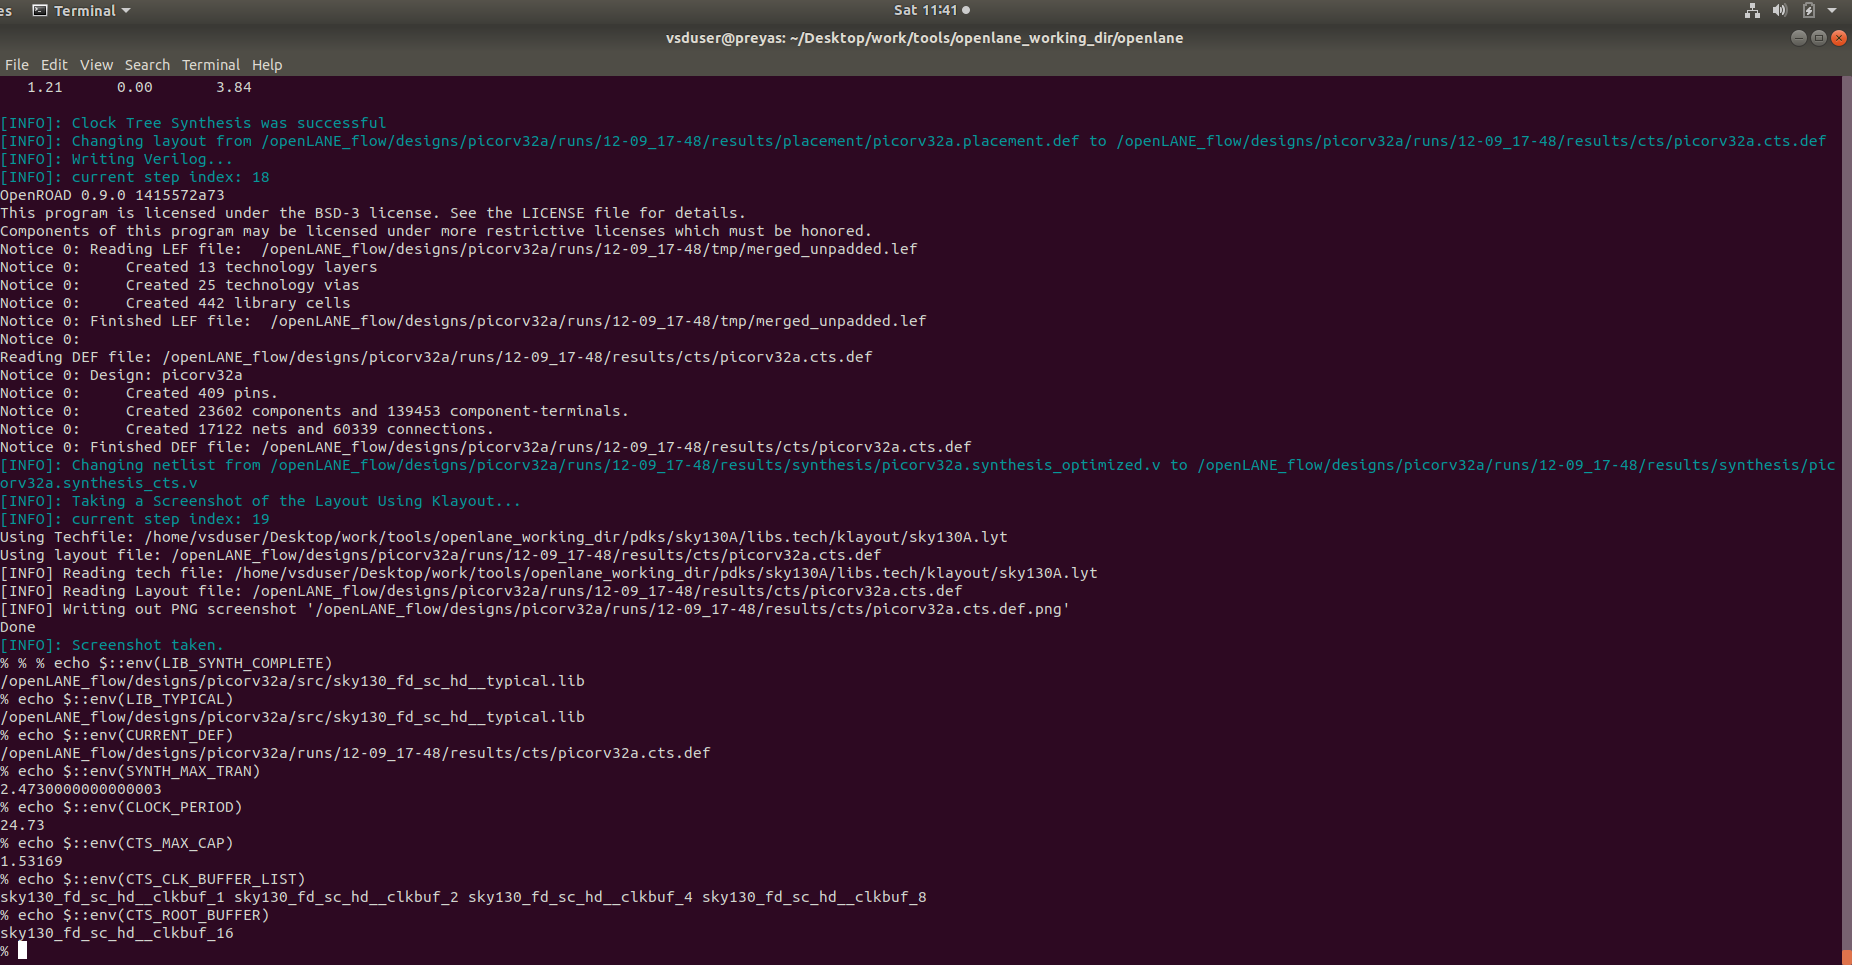 es Terminal Sat 11:41
vsduser@preyas: ~/Desktop/work/tools/openlane_working_dir/openlane
File Edit View Search Terminal Help
1.21 0.00 3.84
[INFO]: Clock Tree Synthesis was successful
[INFO]: Changing layout from /openLANE_flow/designs/picorv32a/runs/12-09_17-48/results/placement/picorv32a.placement.def to /openLANE_flow/designs/picorv32a/runs/12-09_17-48/results/cts/picorv32a.cts.def
[INFO]: Writing Verilog...
[INFO]: current step index: 18
OpenROAD 0.9.0 1415572a73
This program is licensed under the BSD-3 license. See the LICENSE file for details.
Components of this program may be licensed under more restrictive licenses which must be honored.
Notice 0: Reading LEF file:  /openLANE_flow/designs/picorv32a/runs/12-09_17-48/tmp/merged_unpadded.lef
Notice 0:     Created 13 technology layers
Notice 0:     Created 25 technology vias
Notice 0:     Created 442 library cells
Notice 0: Finished LEF file:  /openLANE_flow/designs/picorv32a/runs/12-09_17-48/tmp/merged_unpadded.lef
Notice 0:
Reading DEF file: /openLANE_flow/designs/picorv32a/runs/12-09_17-48/results/cts/picorv32a.cts.def
Notice 0: Design: picorv32a
Notice 0:     Created 409 pins.
Notice 0:     Created 23602 components and 139453 component-terminals.
Notice 0:     Created 17122 nets and 60339 connections.
Notice 0: Finished DEF file: /openLANE_flow/designs/picorv32a/runs/12-09_17-48/results/cts/picorv32a.cts.def
[INFO]: Changing netlist from /openLANE_flow/designs/picorv32a/runs/12-09_17-48/results/synthesis/picorv32a.synthesis_optimized.v to /openLANE_flow/designs/picorv32a/runs/12-09_17-48/results/synthesis/pic
orv32a.synthesis_cts.v
[INFO]: Taking a Screenshot of the Layout Using Klayout...
[INFO]: current step index: 19
Using Techfile: /home/vsduser/Desktop/work/tools/openlane_working_dir/pdks/sky130A/libs.tech/klayout/sky130A.lyt
Using layout file: /openLANE_flow/designs/picorv32a/runs/12-09_17-48/results/cts/picorv32a.cts.def
[INFO] Reading tech file: /home/vsduser/Desktop/work/tools/openlane_working_dir/pdks/sky130A/libs.tech/klayout/sky130A.lyt
[INFO] Reading Layout file: /openLANE_flow/designs/picorv32a/runs/12-09_17-48/results/cts/picorv32a.cts.def
[INFO] Writing out PNG screenshot '/openLANE_flow/designs/picorv32a/runs/12-09_17-48/results/cts/picorv32a.cts.def.png'
Done
[INFO]: Screenshot taken.
% % % echo $::env(LIB_SYNTH_COMPLETE)
/openLANE_flow/designs/picorv32a/src/sky130_fd_sc_hd__typical.lib
% echo $::env(LIB_TYPICAL)
/openLANE_flow/designs/picorv32a/src/sky130_fd_sc_hd__typical.lib
% echo $::env(CURRENT_DEF)
/openLANE_flow/designs/picorv32a/runs/12-09_17-48/results/cts/picorv32a.cts.def
% echo $::env(SYNTH_MAX_TRAN)
2.4730000000000003
% echo $::env(CLOCK_PERIOD)
24.73
% echo $::env(CTS_MAX_CAP)
1.53169
% echo $::env(CTS_CLK_BUFFER_LIST)
sky130_fd_sc_hd__clkbuf_1 sky130_fd_sc_hd__clkbuf_2 sky130_fd_sc_hd__clkbuf_4 sky130_fd_sc_hd__clkbuf_8
% echo $::env(CTS_ROOT_BUFFER)
sky130_fd_sc_hd__clkbuf_16
%